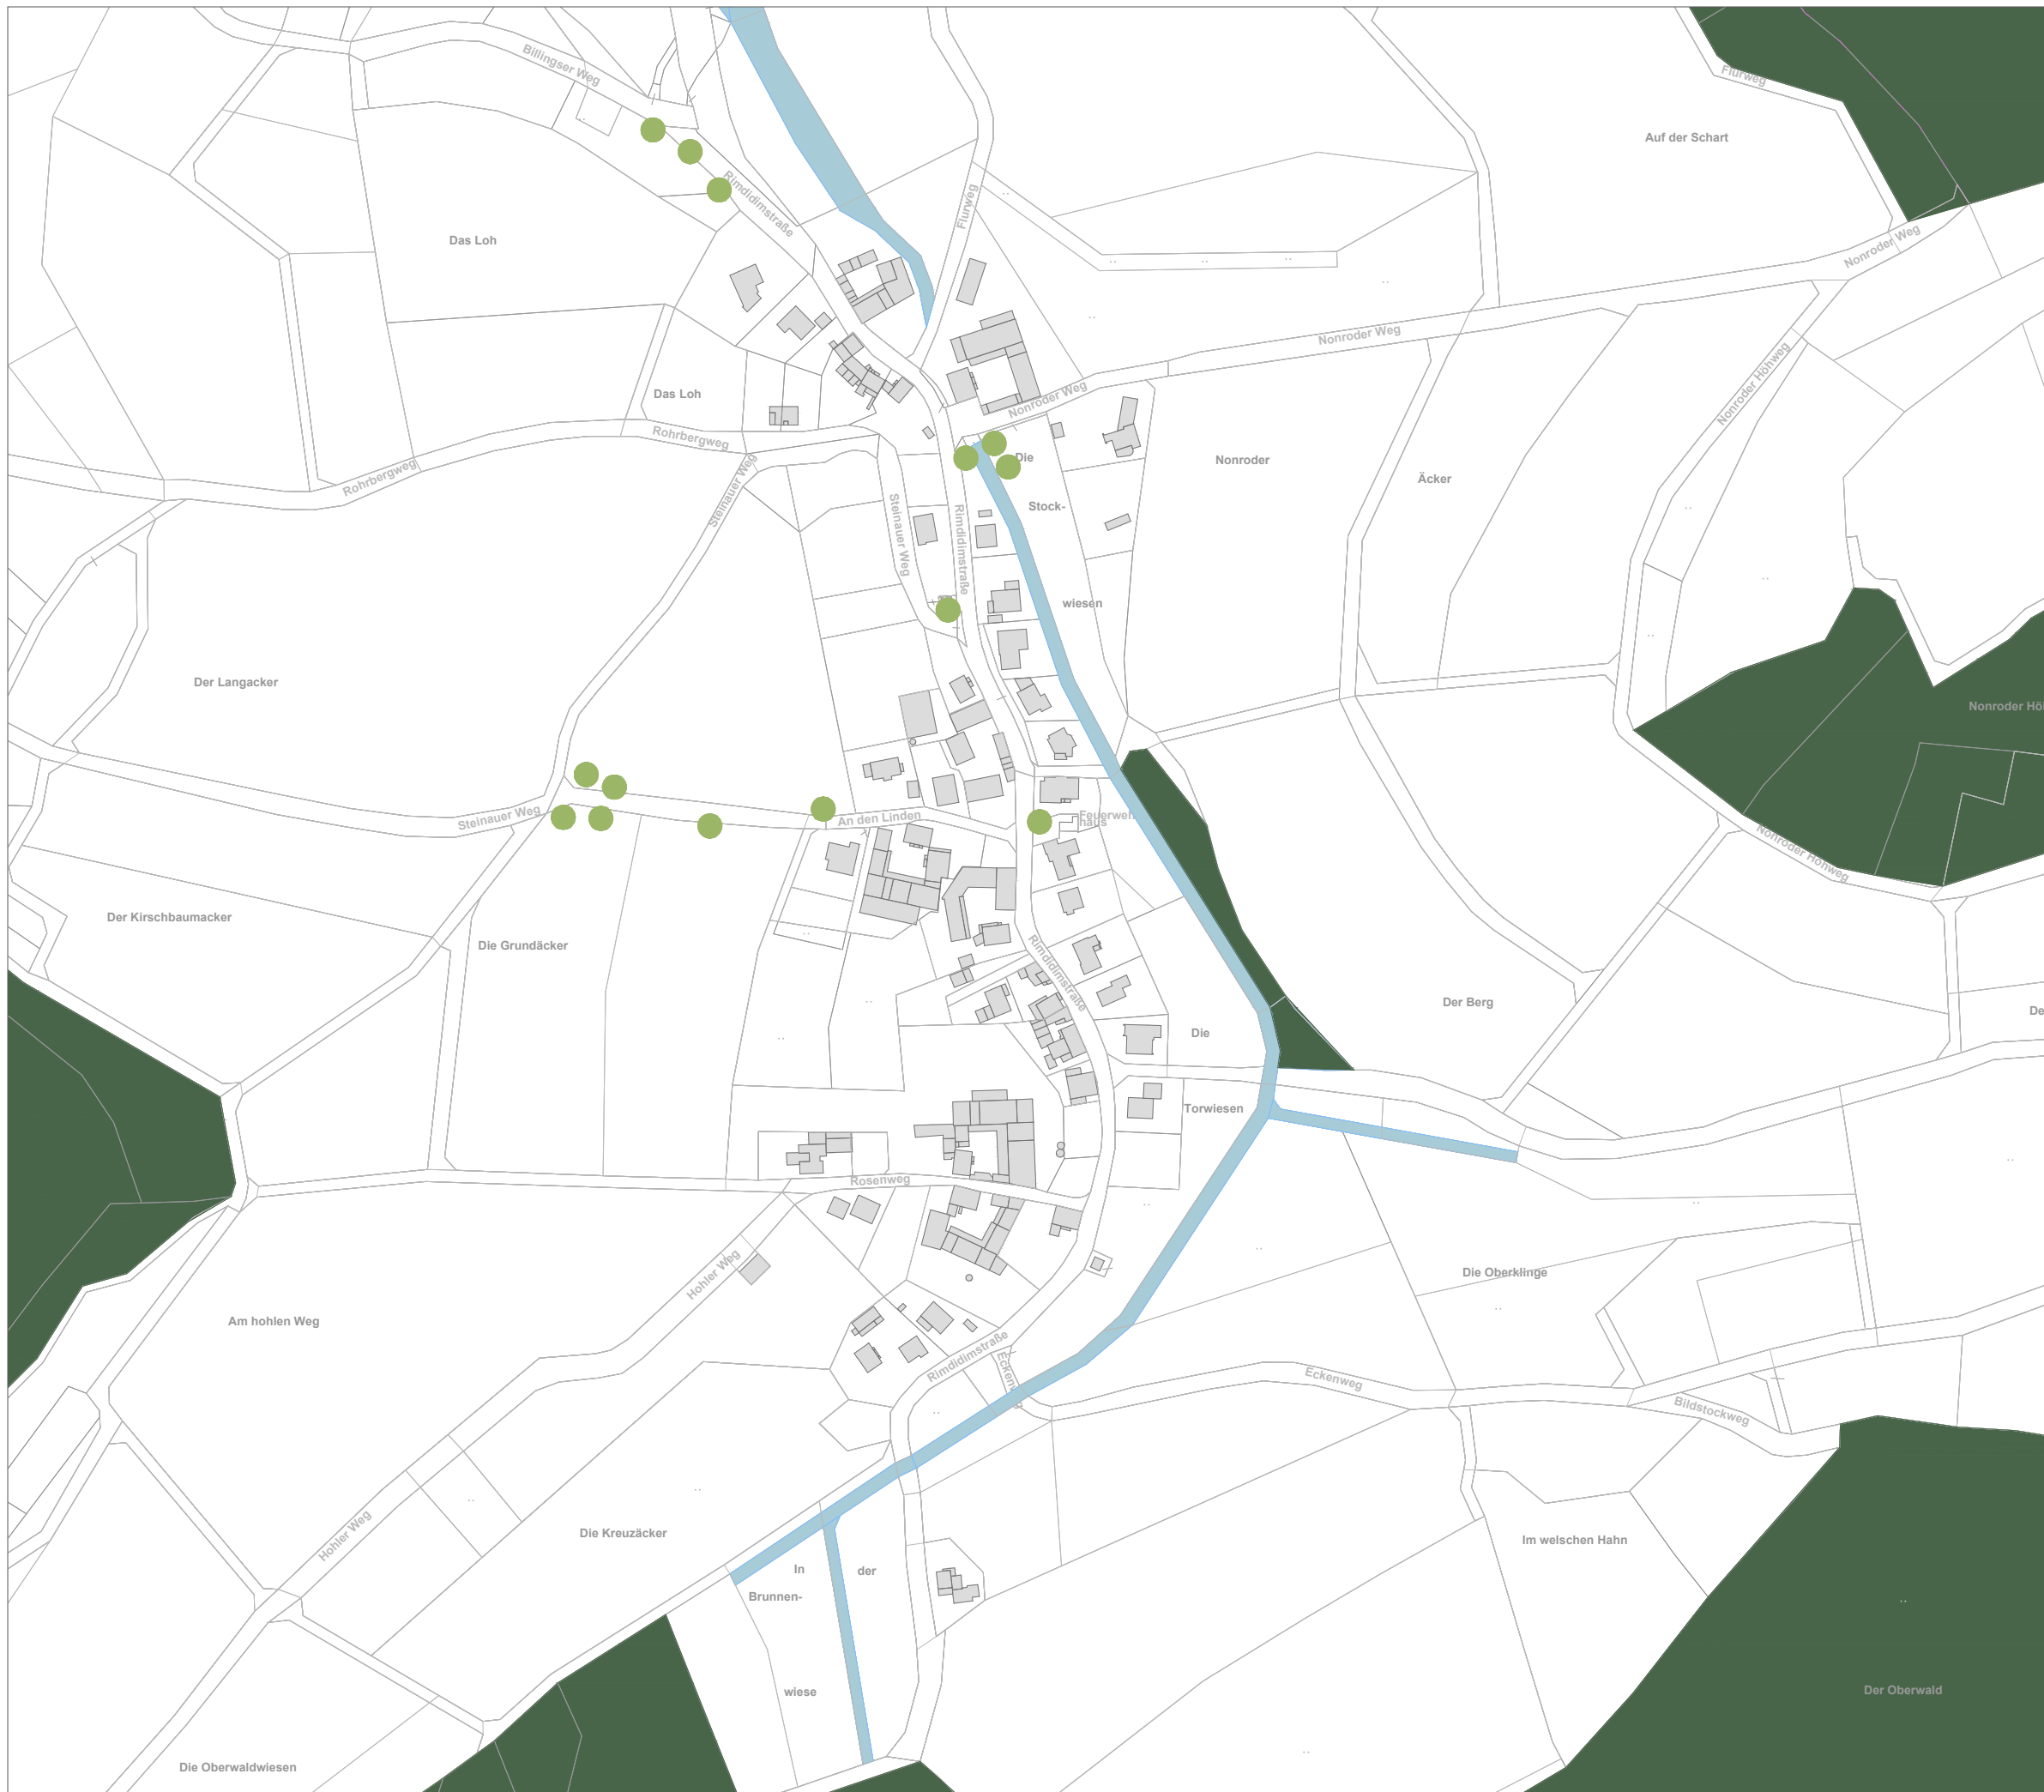 Billingser Weg
Flurweg
Auf der Schart
Rimdidimstraße
Flurweg
Das Loh
Nonroder Weg
Nonroder Weg
Nonroder Höhweg
Das Loh
Nonroder Weg
Rohrbergweg
Rohrbergweg
Steinauer Weg
Die
Nonroder
Äcker
Stock-
Steinauer Weg
Rimdidimstraße
wiesen
Der Langacker
Nonroder Hö
Steinauer Weg
An den Linden
Feuerweh
haus
Nonroder Höhweg
Der Kirschbaumacker
Die Grundäcker
Rimdidimstraße
Der Berg
De
Die
Torwiesen
Rosenweg
Hohler Weg
Die Oberklinge
Am hohlen Weg
Rimdidimstraße
Eckenweg
Bildstockweg
Hohler Weg
Die Kreuzäcker
Im welschen Hahn
In
der
Brunnen-
wiese
Der Oberwald
Die Oberwaldwiesen